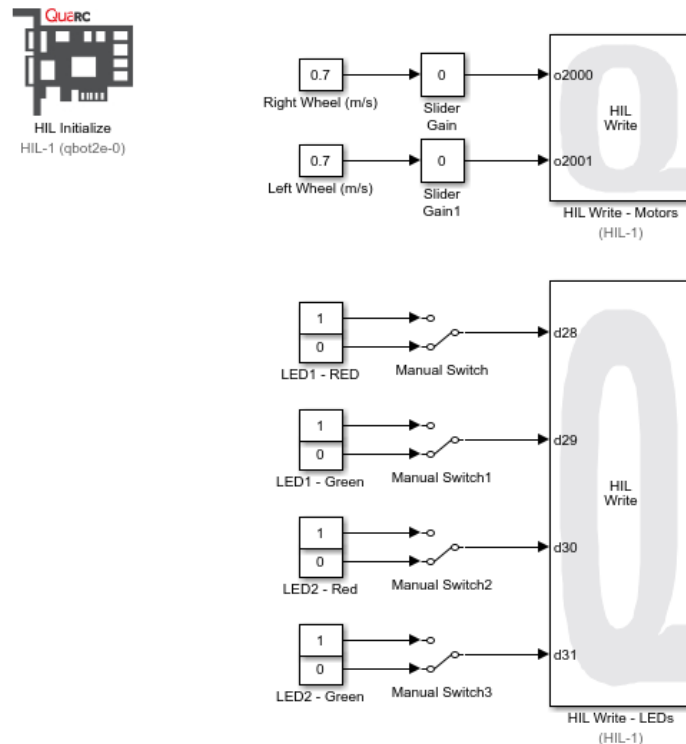 QUARC
HIL Initialize
HIL-1 (qbot2e-0)
0.7
Right Wheel (m/s)
0
Slider
Gain
o2000
0.7
Left Wheel (m/s)
0
Slider
Gain1
o2001
HIL
Write
HIL Write - Motors
(HIL-1)
1
0
LED1 - RED
Manual Switch
d28
1
0
LED1 - Green
Manual Switch1
d29
1
0
LED2 - Red
Manual Switch2
d30
1
0
LED2 - Green
Manual Switch3
d31
HIL
Write
HIL Write - LEDs
(HIL-1)